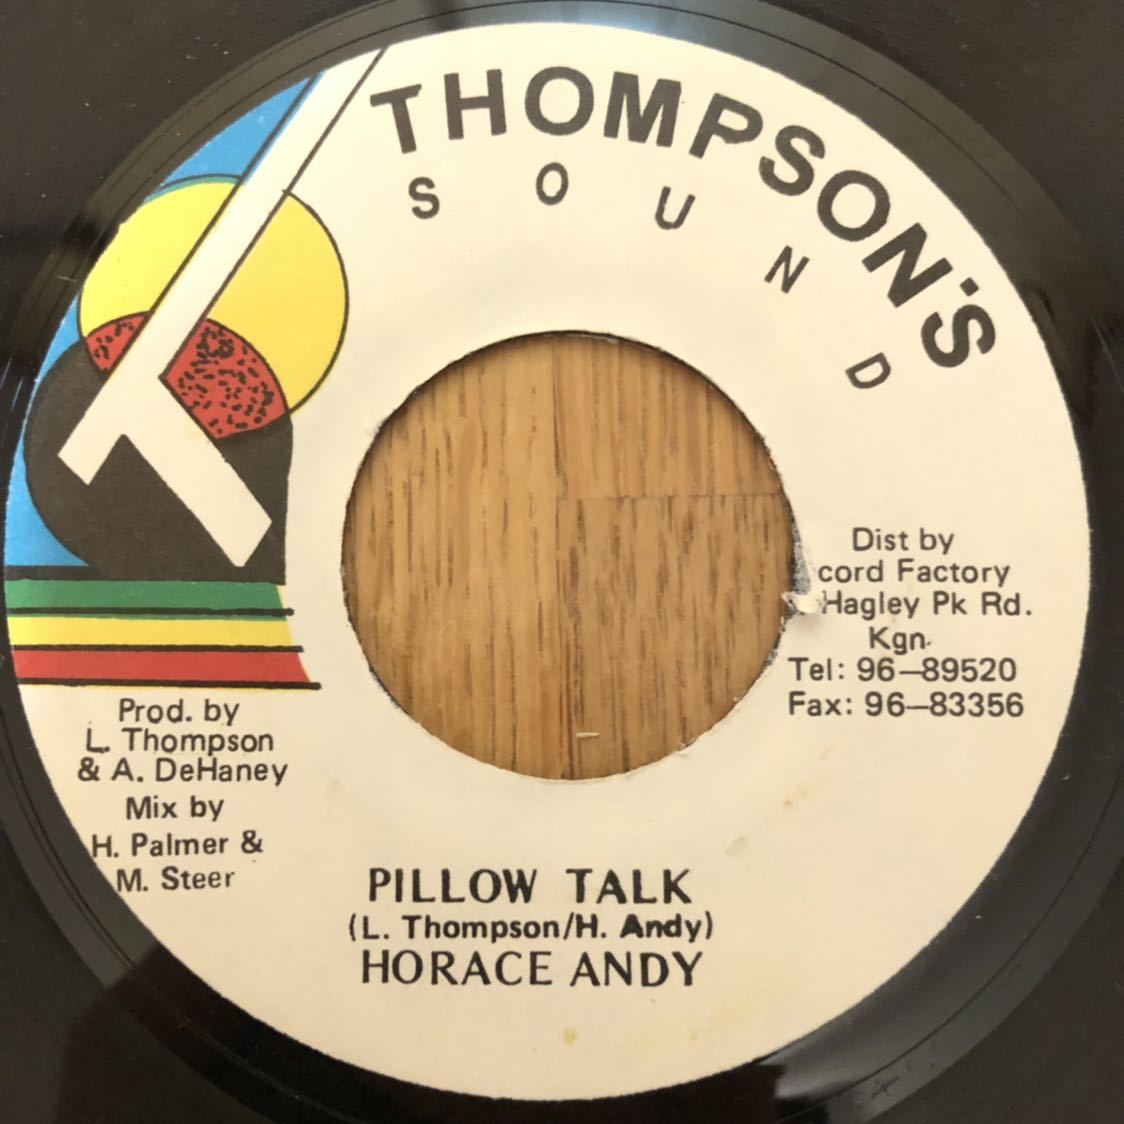 THOMPSON'S
SOUND
Dist by
cord Factory
Hagley Pk Rd.
Kgn.
Tel: 96—89520
Fax: 96—83356
Prod. by
L. Thompson
& A. DeHaney
Mix by
H. Palmer &
M. Steer
PILLOW TALK
(L. Thompson/H. Andy)
HORACE ANDY